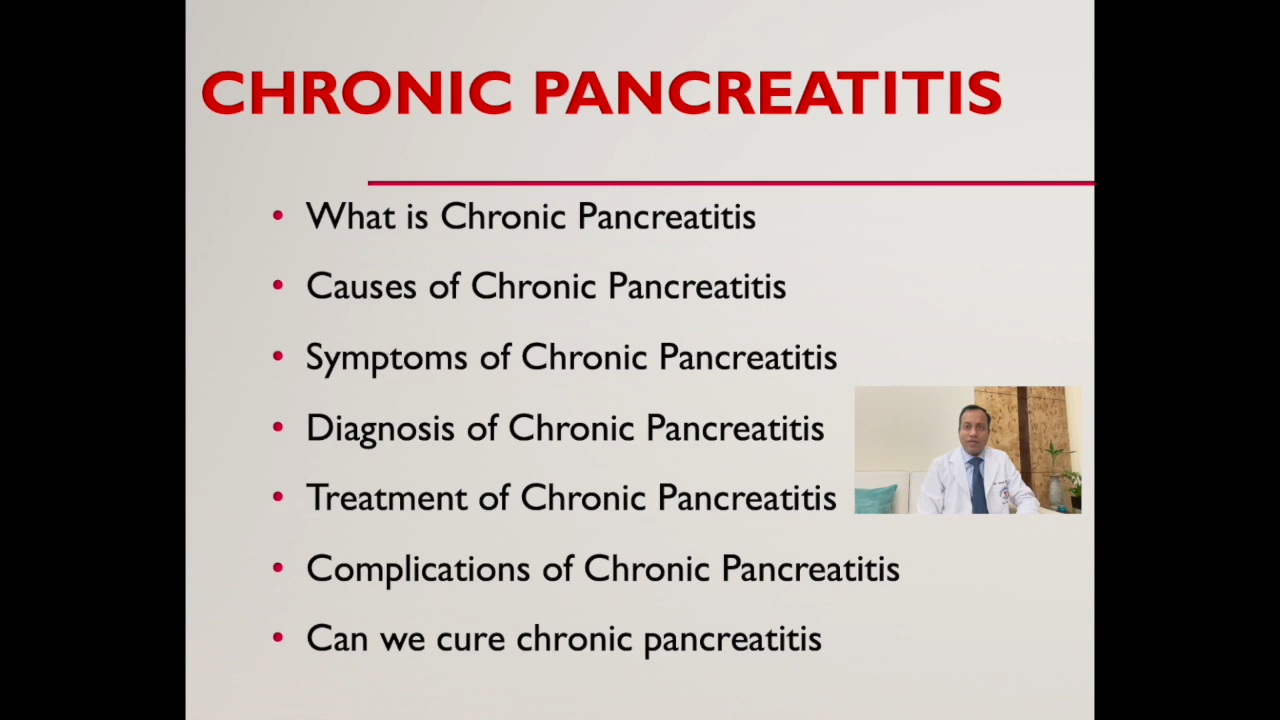 CHRONIC PANCREATITIS
• What is Chronic Pancreatitis
• Causes of Chronic Pancreatitis
• Symptoms of Chronic Pancreatitis
• Diagnosis of Chronic Pancreatitis
• Treatment of Chronic Pancreatitis
• Complications of Chronic Pancreatitis
• Can we cure chronic pancreatitis